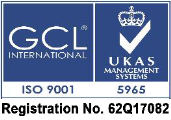 GCL®
INTERNATIONAL
UKAS
MANAGEMENT
SYSTEMS
ISO 9001
5965
Registration No. 62Q17082